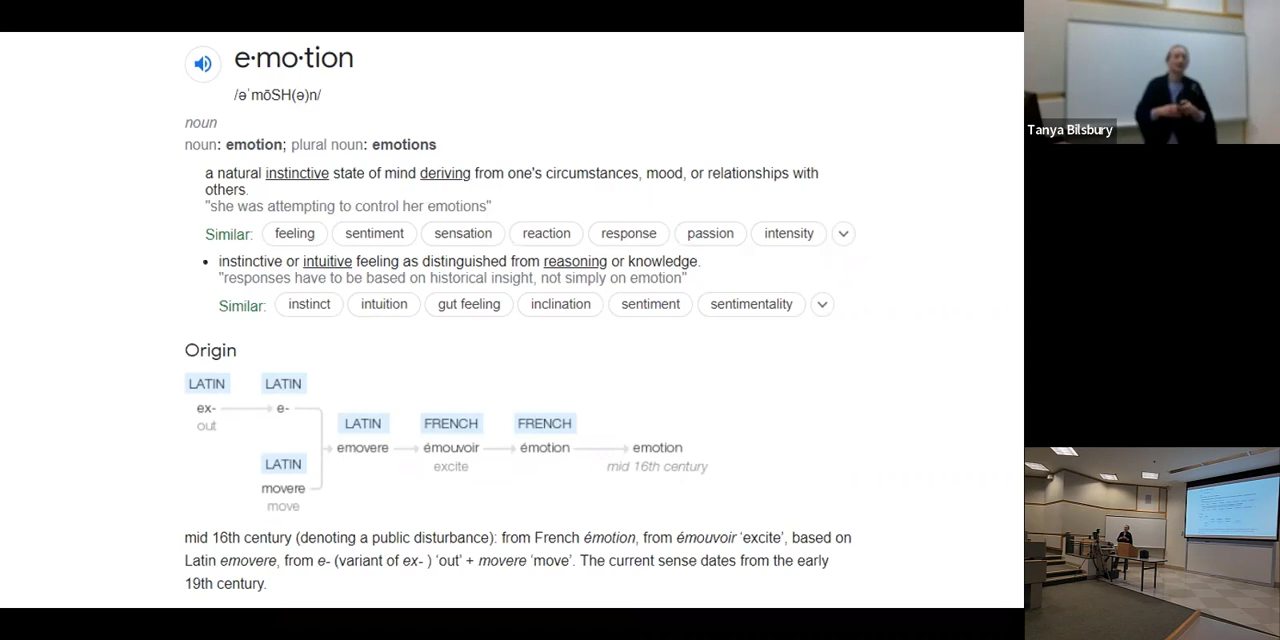 e·mo·tion
/əˈmōSH(ə)n/
noun
noun: emotion; plural noun: emotions
a natural instinctive state of mind deriving from one's circumstances, mood, or relationships with
others.
"she was attempting to control her emotions"
Similar: feeling sentiment sensation reaction response passion intensity
• instinctive or intuitive feeling as distinguished from reasoning or knowledge.
"responses have to be based on historical insight, not simply on emotion"
Similar: instinct intuition gut feeling inclination sentiment sentimentality
Origin
LATIN LATIN
ex- e-
out
LATIN FRENCH FRENCH
emovere émouvoir émotion emotion
excite mid 16th century
LATIN
movere
move
mid 16th century (denoting a public disturbance): from French émotion, from émouvoir ‘excite’, based on
Latin emovere, from e- (variant of ex- ) ‘out’ + movere ‘move’. The current sense dates from the early
19th century.
Tanya Bilsbury